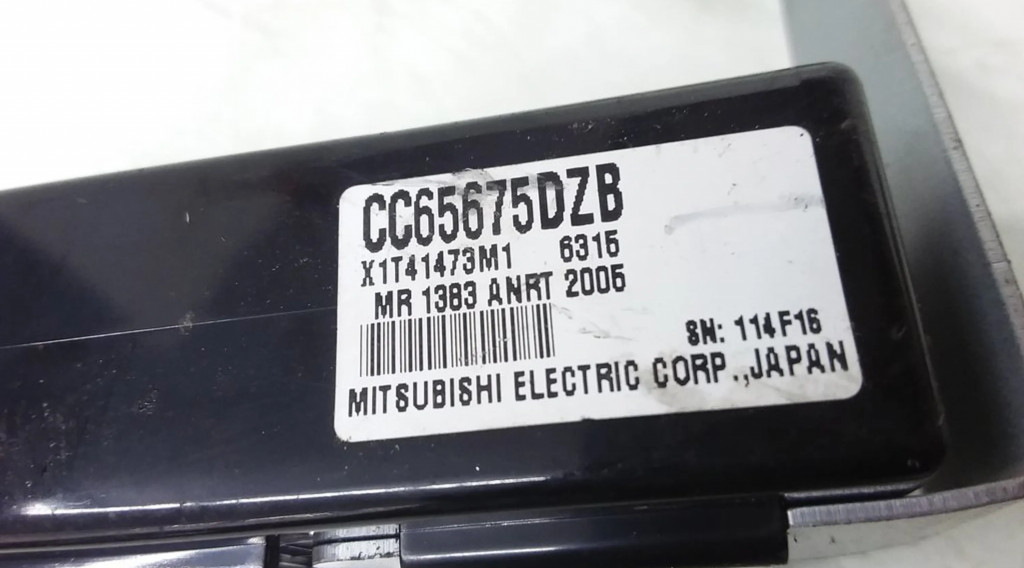 CC65675DZB
X1T41473M1 6315
MR 1383 ANRT 2005
SN: 114F16
MITSUBISHI ELECTRIC CORP.,JAPAN